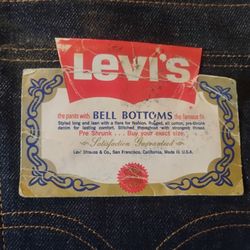 Levi's
the pants with BELL BOTTOMS the famous fit
Styled long and lean with a flare for fashion. Rugged, all cotton, pre-shrunk
denim for lasting comfort. Stitched throughout with strongest thread.
Pre Shrunk . . . Buy your exact size.
Satisfaction Guaranteed
Levi Strauss & Co., San Francisco, California. Made in U.S.A.